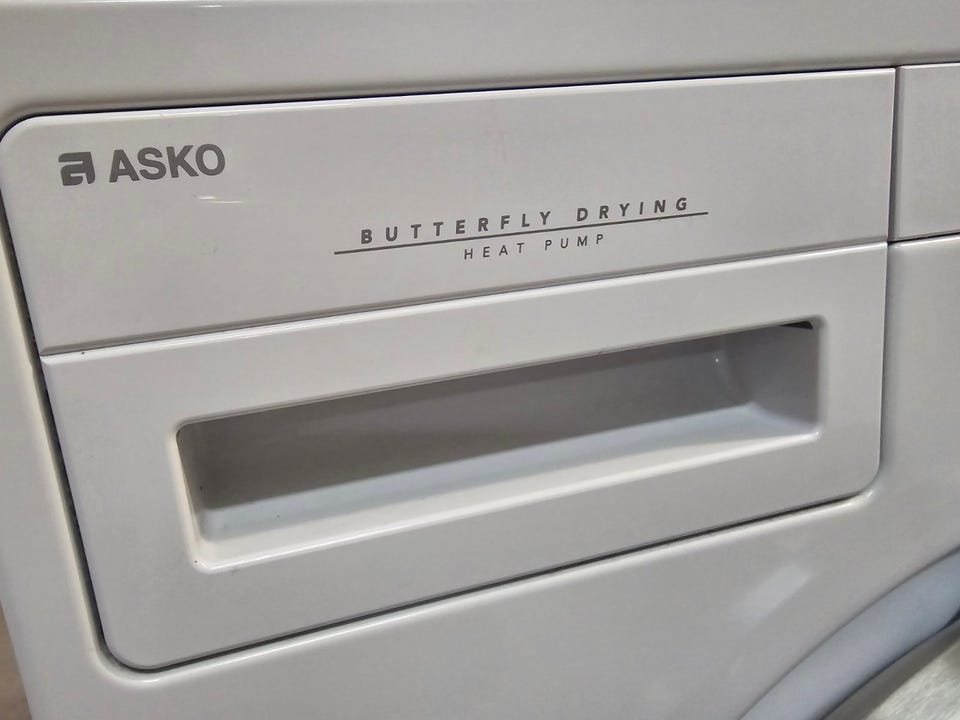 ASKO
BUTTERFLY DRYING
HEAT PUMP